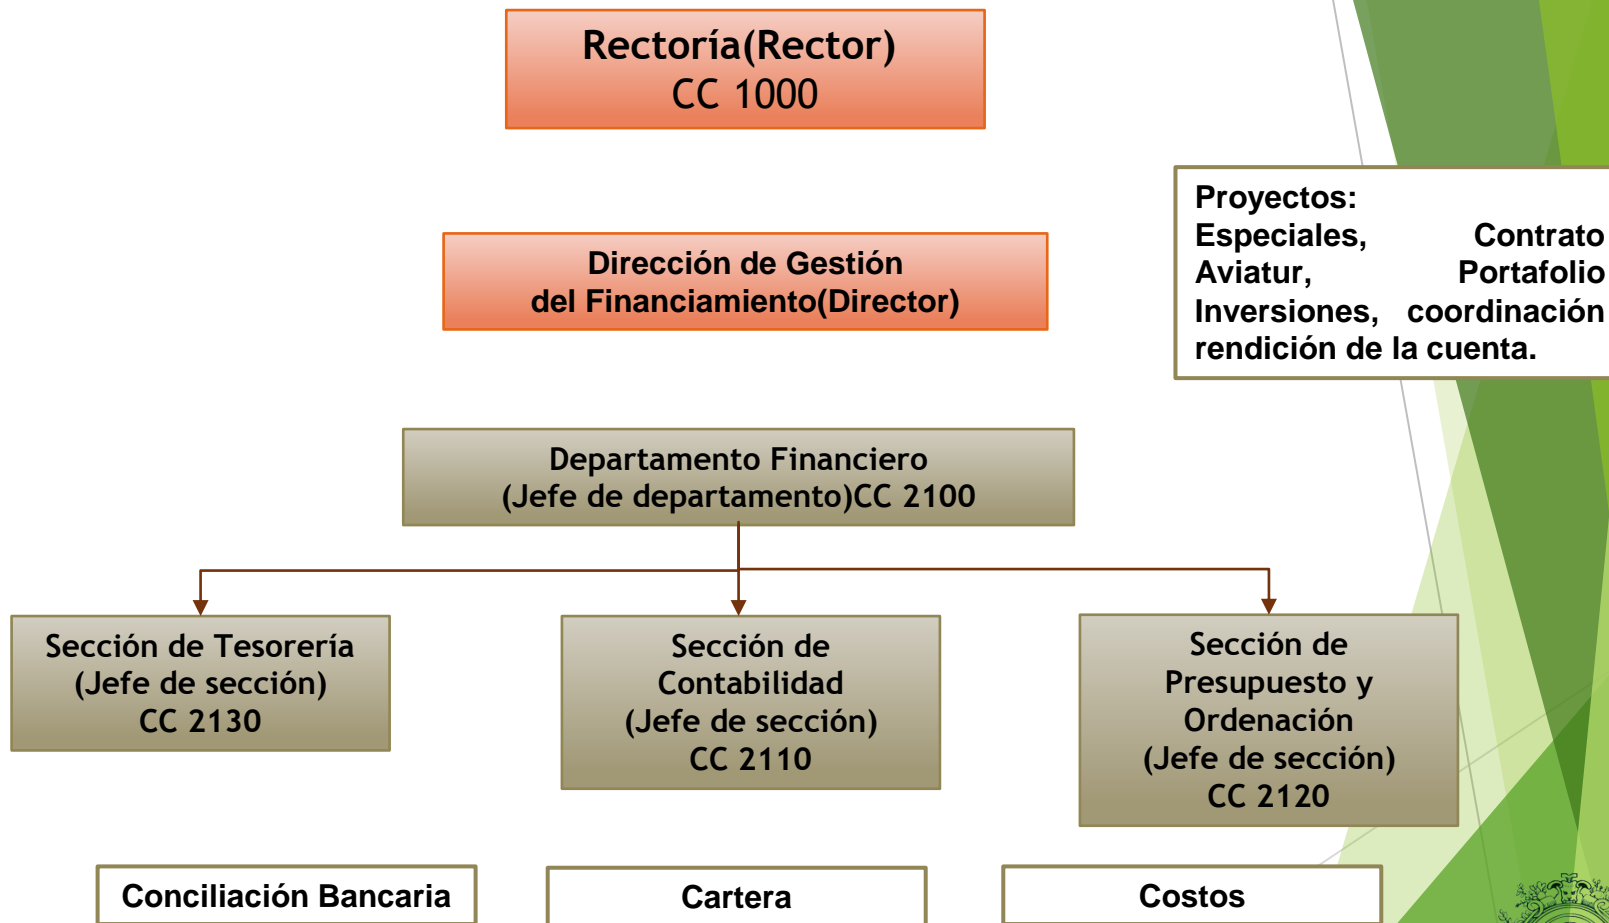 Rectoría(Rector)
CC 1000
Proyectos:
Especiales, Contrato
Aviatur, Portafolio
Inversiones, coordinación
rendición de la cuenta.
Dirección de Gestión
del Financiamiento(Director)
Departamento Financiero
(Jefe de departamento)CC 2100
Sección de Tesorería
(Jefe de sección)
CC 2130
Sección de
Contabilidad
(Jefe de sección)
CC 2110
Sección de
Presupuesto y
Ordenación
(Jefe de sección)
CC 2120
Conciliación Bancaria
Cartera
Costos